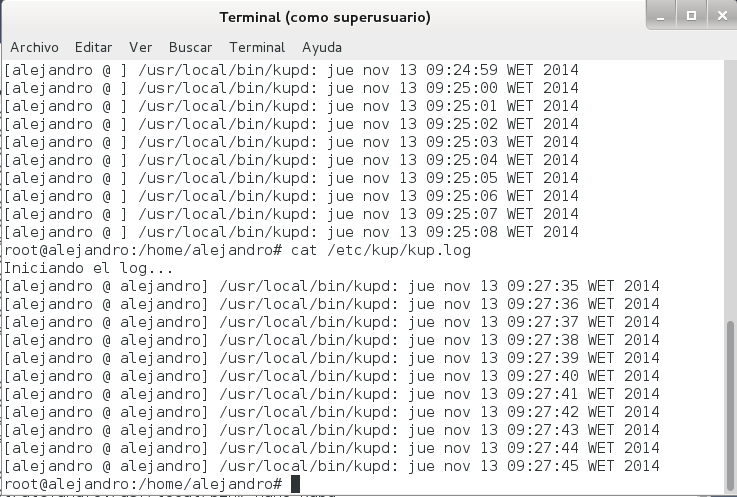 Terminal (como superusuario)
Archivo Editar Ver Buscar Terminal Ayuda
[alejandro @ ] /usr/local/bin/kupd: jue nov 13 09:24:59 WET 2014
[alejandro @ ] /usr/local/bin/kupd: jue nov 13 09:25:00 WET 2014
[alejandro @ ] /usr/local/bin/kupd: jue nov 13 09:25:01 WET 2014
[alejandro @ ] /usr/local/bin/kupd: jue nov 13 09:25:02 WET 2014
[alejandro @ ] /usr/local/bin/kupd: jue nov 13 09:25:03 WET 2014
[alejandro @ ] /usr/local/bin/kupd: jue nov 13 09:25:04 WET 2014
[alejandro @ ] /usr/local/bin/kupd: jue nov 13 09:25:05 WET 2014
[alejandro @ ] /usr/local/bin/kupd: jue nov 13 09:25:06 WET 2014
[alejandro @ ] /usr/local/bin/kupd: jue nov 13 09:25:07 WET 2014
[alejandro @ ] /usr/local/bin/kupd: jue nov 13 09:25:08 WET 2014
root@alejandro:/home/alejandro# cat /etc/kup/kup.log
Iniciando el log...
[alejandro @ alejandro] /usr/local/bin/kupd: jue nov 13 09:27:35 WET 2014
[alejandro @ alejandro] /usr/local/bin/kupd: jue nov 13 09:27:36 WET 2014
[alejandro @ alejandro] /usr/local/bin/kupd: jue nov 13 09:27:37 WET 2014
[alejandro @ alejandro] /usr/local/bin/kupd: jue nov 13 09:27:38 WET 2014
[alejandro @ alejandro] /usr/local/bin/kupd: jue nov 13 09:27:39 WET 2014
[alejandro @ alejandro] /usr/local/bin/kupd: jue nov 13 09:27:40 WET 2014
[alejandro @ alejandro] /usr/local/bin/kupd: jue nov 13 09:27:41 WET 2014
[alejandro @ alejandro] /usr/local/bin/kupd: jue nov 13 09:27:42 WET 2014
[alejandro @ alejandro] /usr/local/bin/kupd: jue nov 13 09:27:43 WET 2014
[alejandro @ alejandro] /usr/local/bin/kupd: jue nov 13 09:27:44 WET 2014
[alejandro @ alejandro] /usr/local/bin/kupd: jue nov 13 09:27:45 WET 2014
root@alejandro:/home/alejandro#